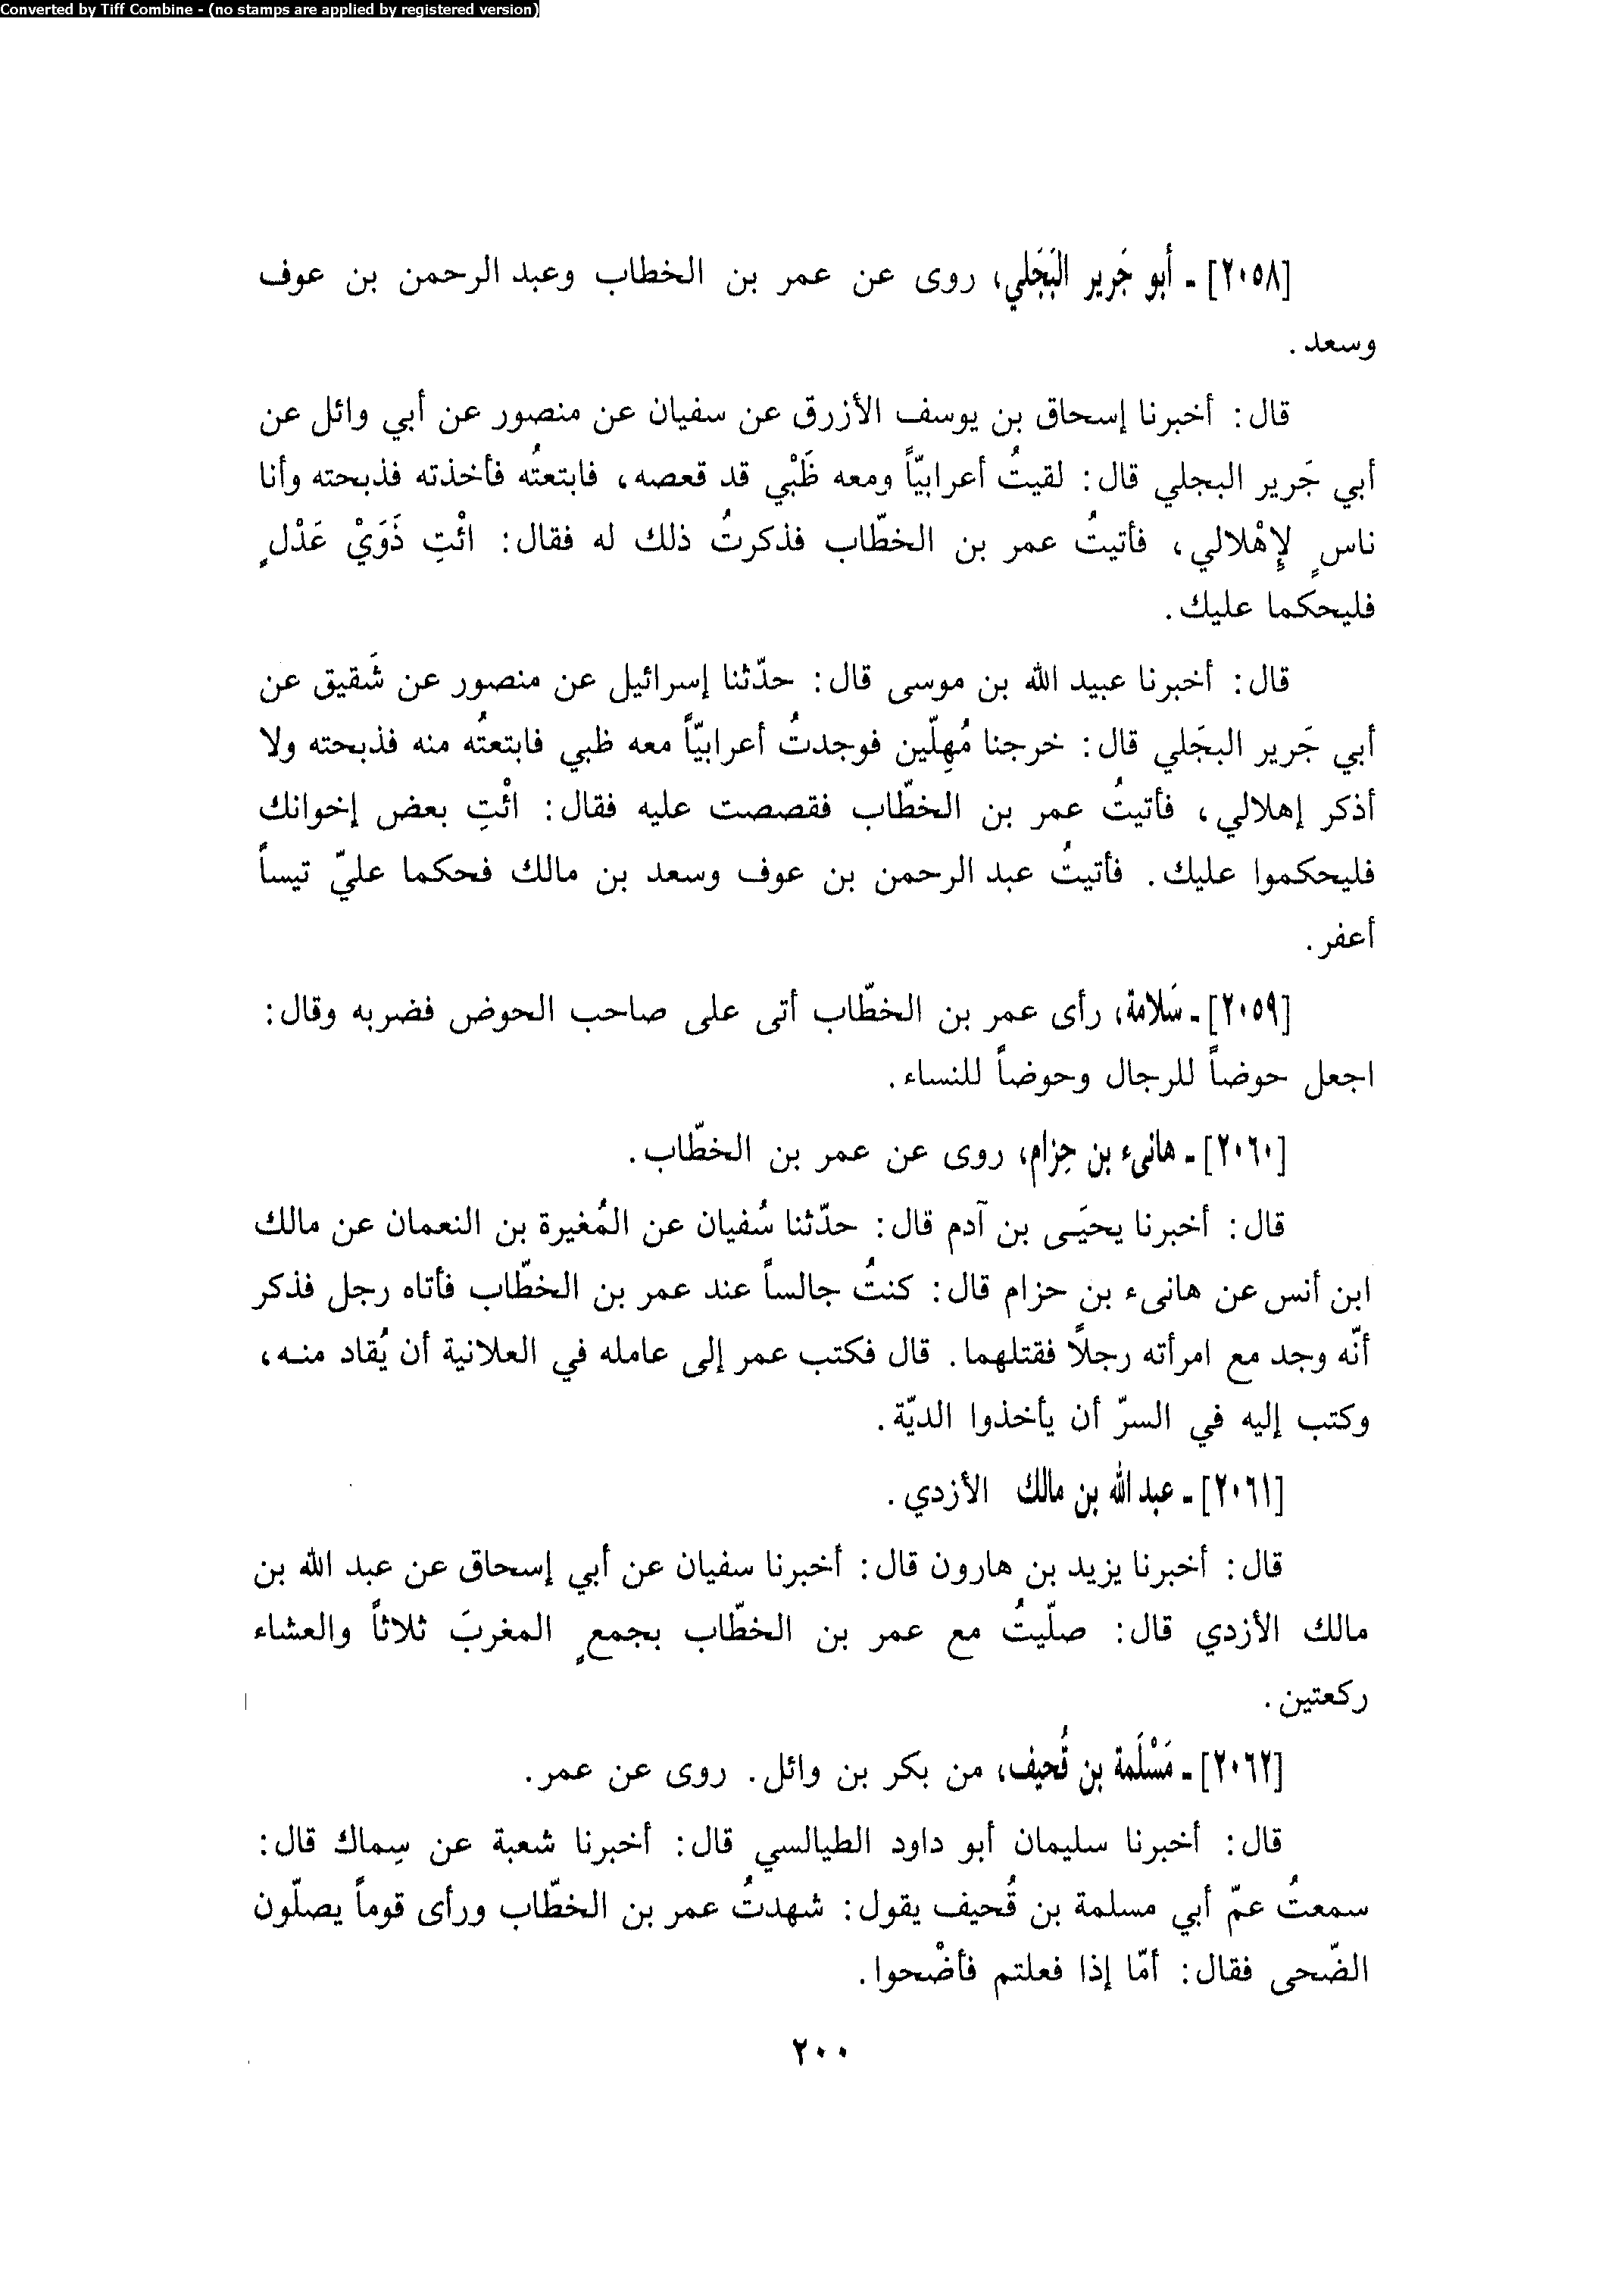 Converted by Tiff Combine - (no stamps are applied by registered version)
[٢٠٥٨] - أبو جَرير البَجَلي، روى عن عمر بن الخطاب وعبد الرحمن بن عوف
وسعد.
قال: أخبرنا إسحاق بن يوسف الأزرق عن سفيان عن منصور عن أبي وائل عن
أبي جَرير البجلي قال: لقيتُ أعرابيّاً ومعه ظَبْي قد قعصه، فابتعتُه فأخذته فذبحته وأنا
ناسٍ لإِهْلالي، فأتيتُ عمر بن الخطّاب فذكرتُ ذلك له فقال: ائْتِ ذَوَيْ عَدْلٍ
فليحكما عليك.
قال: أخبرنا عبيد الله بن موسى قال: حدّثنا إسرائيل عن منصور عن شَقيق عن
أبي جَرير البجَلي قال: خرجنا مُهِلّين فوجدتُ أعرابيّاً معه ظبي فابتعتُه منه فذبحته ولا
أذكر إهلالي، فأتيتُ عمر بن الخطّاب فقصصت عليه فقال: ائْتِ بعض إخوانك
فليحكموا عليك. فأتيتُ عبد الرحمن بن عوف وسعد بن مالك فحكما عليّ تيساً
أعفر.
[٢٠٥٩] - سَلامة، رأى عمر بن الخطّاب أتى على صاحب الحوض فضربه وقال:
اجعل حوضاً للرجال وحوضاً للنساء.
[٢٠٦٠] - هانىء بن حِزام، روى عن عمر بن الخطّاب.
قال: أخبرنا يحيَـى بن آدم قال: حدّثنا سُفيان عن المُغيرة بن النعمان عن مالك
ابن أنس عن هانىء بن حزام قال: كنتُ جالساً عند عمر بن الخطّاب فأتاه رجل فذكر
أنّه وجد مع امرأته رجلًا فقتلهما. قال فكتب عمر إلى عامله في العلانية أن يُقاد منـه،
وكتب إليه في السرّ أن يأخذوا الديّة.
[٢٠٦١] - عبد الله بن مالك الأزدي.
قال: أخبرنا يزيد بن هارون قال: أخبرنا سفيان عن أبي إسحاق عن عبد الله بن
مالك الأزدي قال: صلّيتُ مع عمر بن الخطّاب بجمعٍ المغربَ ثلاثاً والعشاء
ركعتين.
[٢٠٦٢] - مَسْلَمة بن قُحيف، من بكر بن وائل. روى عن عمر.
قال: أخبرنا سليمان أبو داود الطيالسي قال: أخبرنا شعبة عن سِماك قال:
سمعتُ عمّ أبي مسلمة بن قُحيف يقول: شهدتُ عمر بن الخطّاب ورأى قوماً يصلّون
الضّحى فقال: أمّا إذا فعلتم فأضْحوا.
٢٠٠